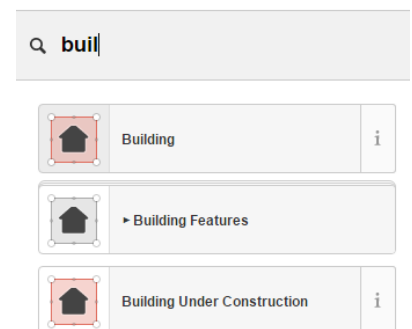 buil
Building
i
▸ Building Features
Building Under Construction
i